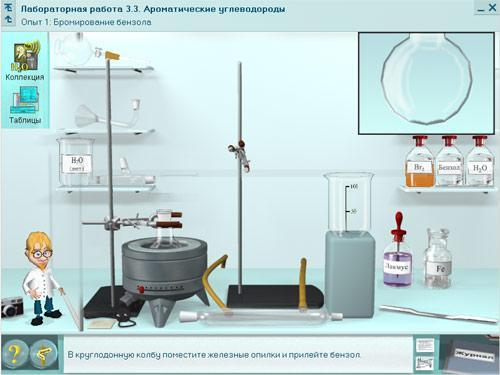 Лабораторная работа 3.3. Ароматические углеводороды
Опыт 1: Бромирование бензола
Коллекция
Таблицы
H₂O
(дист)
100
50
Br₂
Бензол
H₂O
Лакмус
Fe
В круглодонную колбу поместите железные опилки и прилейте бензол.
Журнал